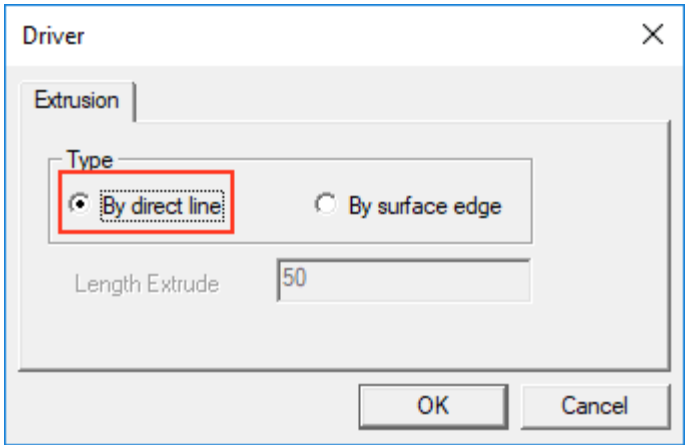 Driver
Extrusion
Type
By direct line By surface edge
Length Extrude 50
OK Cancel